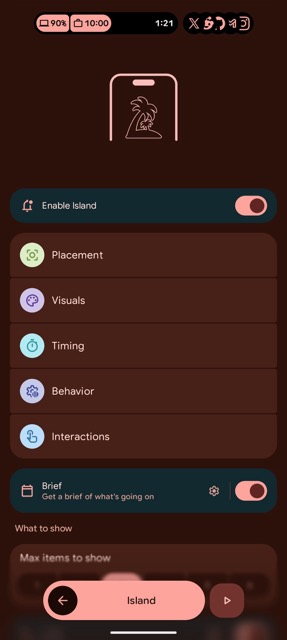 90% 10:00 1:21
Enable Island
Placement
Visuals
Timing
Behavior
Interactions
Brief
Get a brief of what's going on
What to show
Max items to show
Island